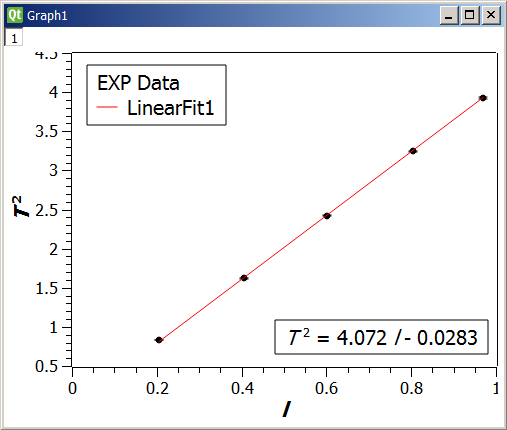 Qt Graph1
1
EXP Data
LinearFit1
4.5
4
3.5
3
2.5
2
1.5
1
0.5
T²
T² = 4.072 l - 0.0283
0 0.2 0.4 0.6 0.8 1
l